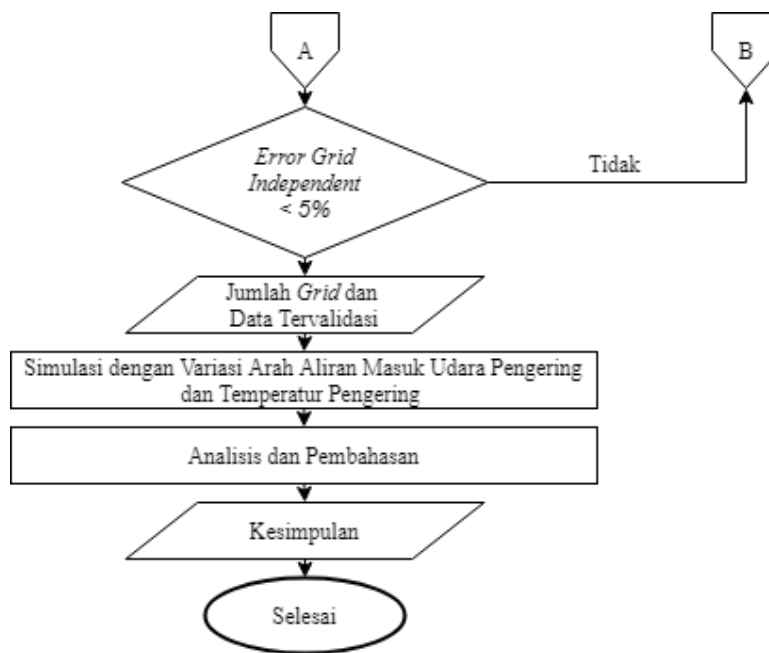 A
B
Error Grid
Independent
< 5%
Tidak
Jumlah Grid dan
Data Tervalidasi
Simulasi dengan Variasi Arah Aliran Masuk Udara Pengering
dan Temperatur Pengering
Analisis dan Pembahasan
Kesimpulan
Selesai